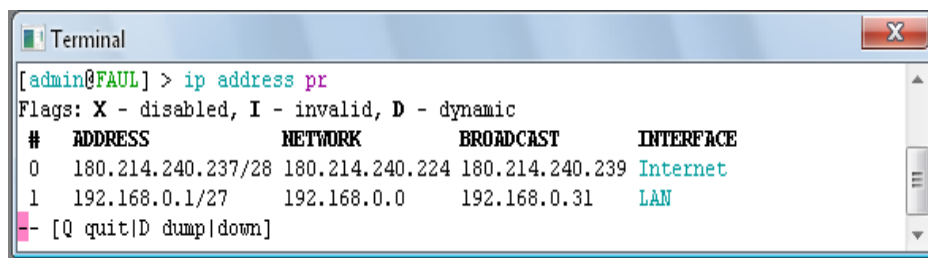 Terminal
[admin@FAUL] > ip address pr
Flags: X - disabled, I - invalid, D - dynamic
# ADDRESS NETWORK BROADCAST INTERFACE
0 180.214.240.237/28 180.214.240.224 180.214.240.239 Internet
1 192.168.0.1/27 192.168.0.0 192.168.0.31 LAN
-- [Q quit|D dump|down]